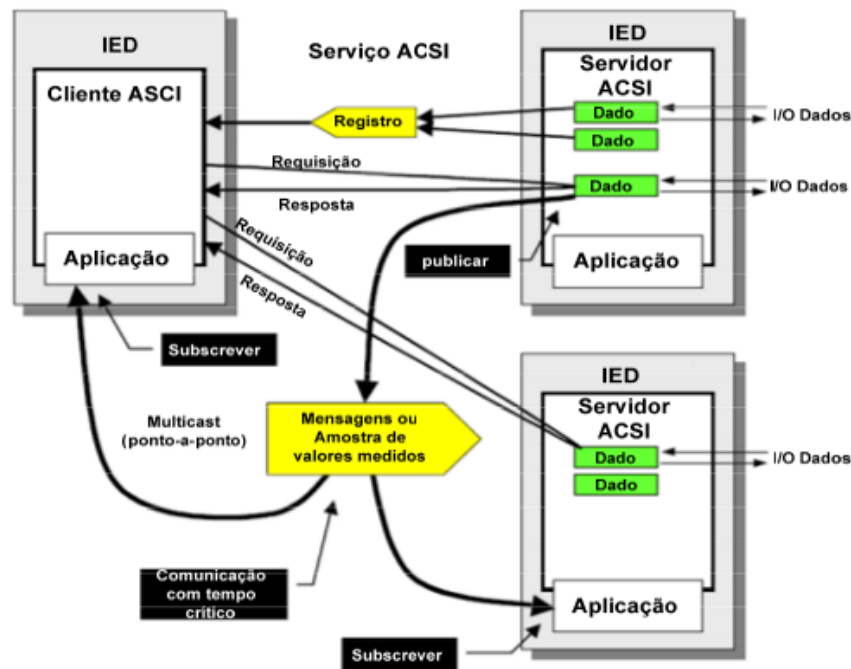 IED
Serviço ACSI
IED
Cliente ASCI
Servidor
ACSI
Registro
Dado
I/O Dados
Dado
Requisição
Dado
I/O Dados
Resposta
Requisição
publicar
Aplicação
Aplicação
Resposta
Subscrever
IED
Servidor
ACSI
Multicast
(ponto-a-ponto)
Mensagens ou
Amostra de
valores medidos
Dado
I/O Dados
Dado
Comunicação
com tempo
crítico
Aplicação
Subscrever